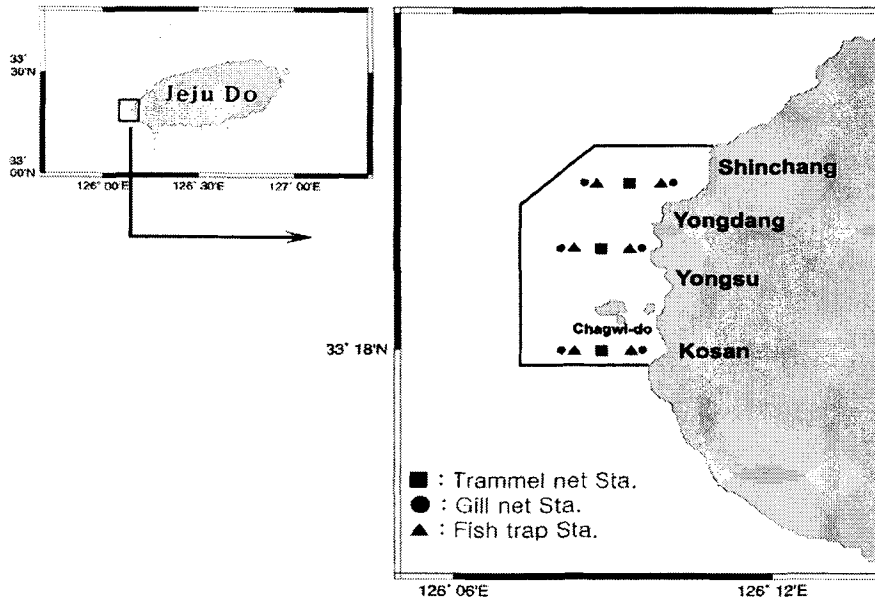 33°
30'N
Jeju Do
33°
00'N
126° 00'E
126° 30'E
127° 00'E
Shinchang
Yongdang
Yongsu
Chagwi-do
Kosan
33° 18'N
■ : Trammel net Sta.
● : Gill net Sta.
▲ : Fish trap Sta.
126° 06'E
126° 12'E